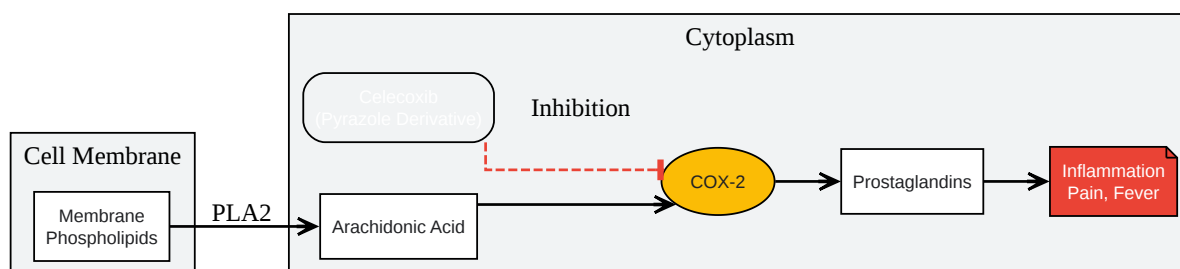 Cytoplasm
Celecoxib
(Pyrazole Derivative)
Inhibition
Cell Membrane
COX-2
Prostaglandins
Inflammation
Pain, Fever
Membrane
Phospholipids
PLA2
Arachidonic Acid